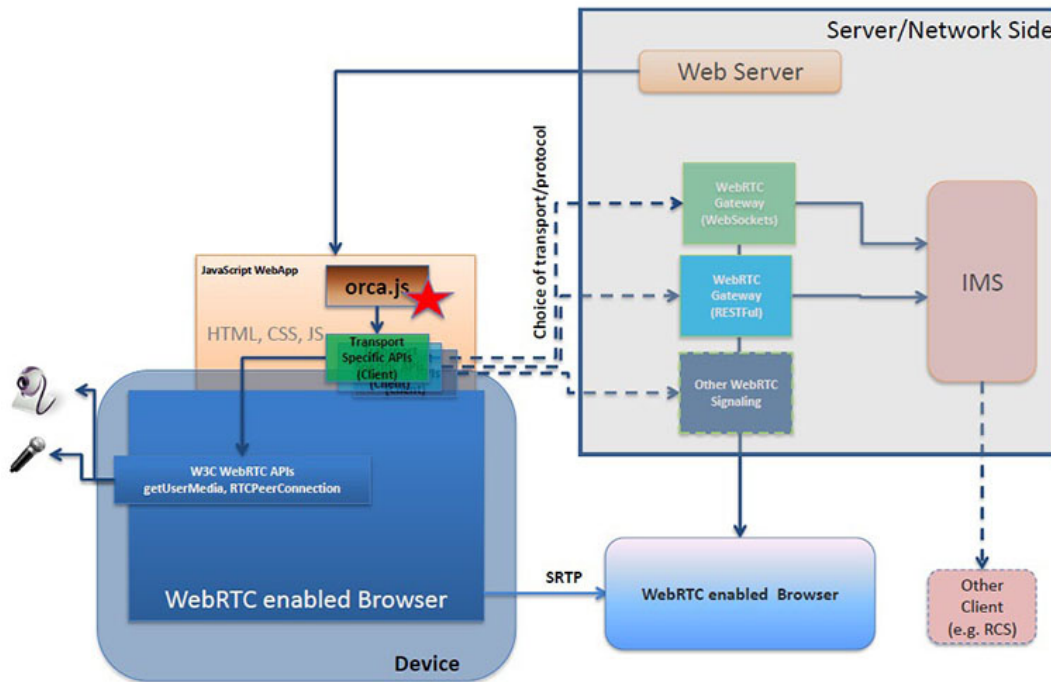 Server/Network Side
Web Server
Choice of transport/protocol
WebRTC
Gateway
(WebSockets)
JavaScript WebApp
orca.js
WebRTC
Gateway
(RESTFul)
IMS
HTML, CSS, JS
Transport
Specific APIs
(Client)
(Client)
(Client)
Other WebRTC
Signaling
W3C WebRTC APIs
getUserMedia, RTCPeerConnection
WebRTC enabled Browser
SRTP
WebRTC enabled Browser
Other
Client
(e.g. RCS)
Device